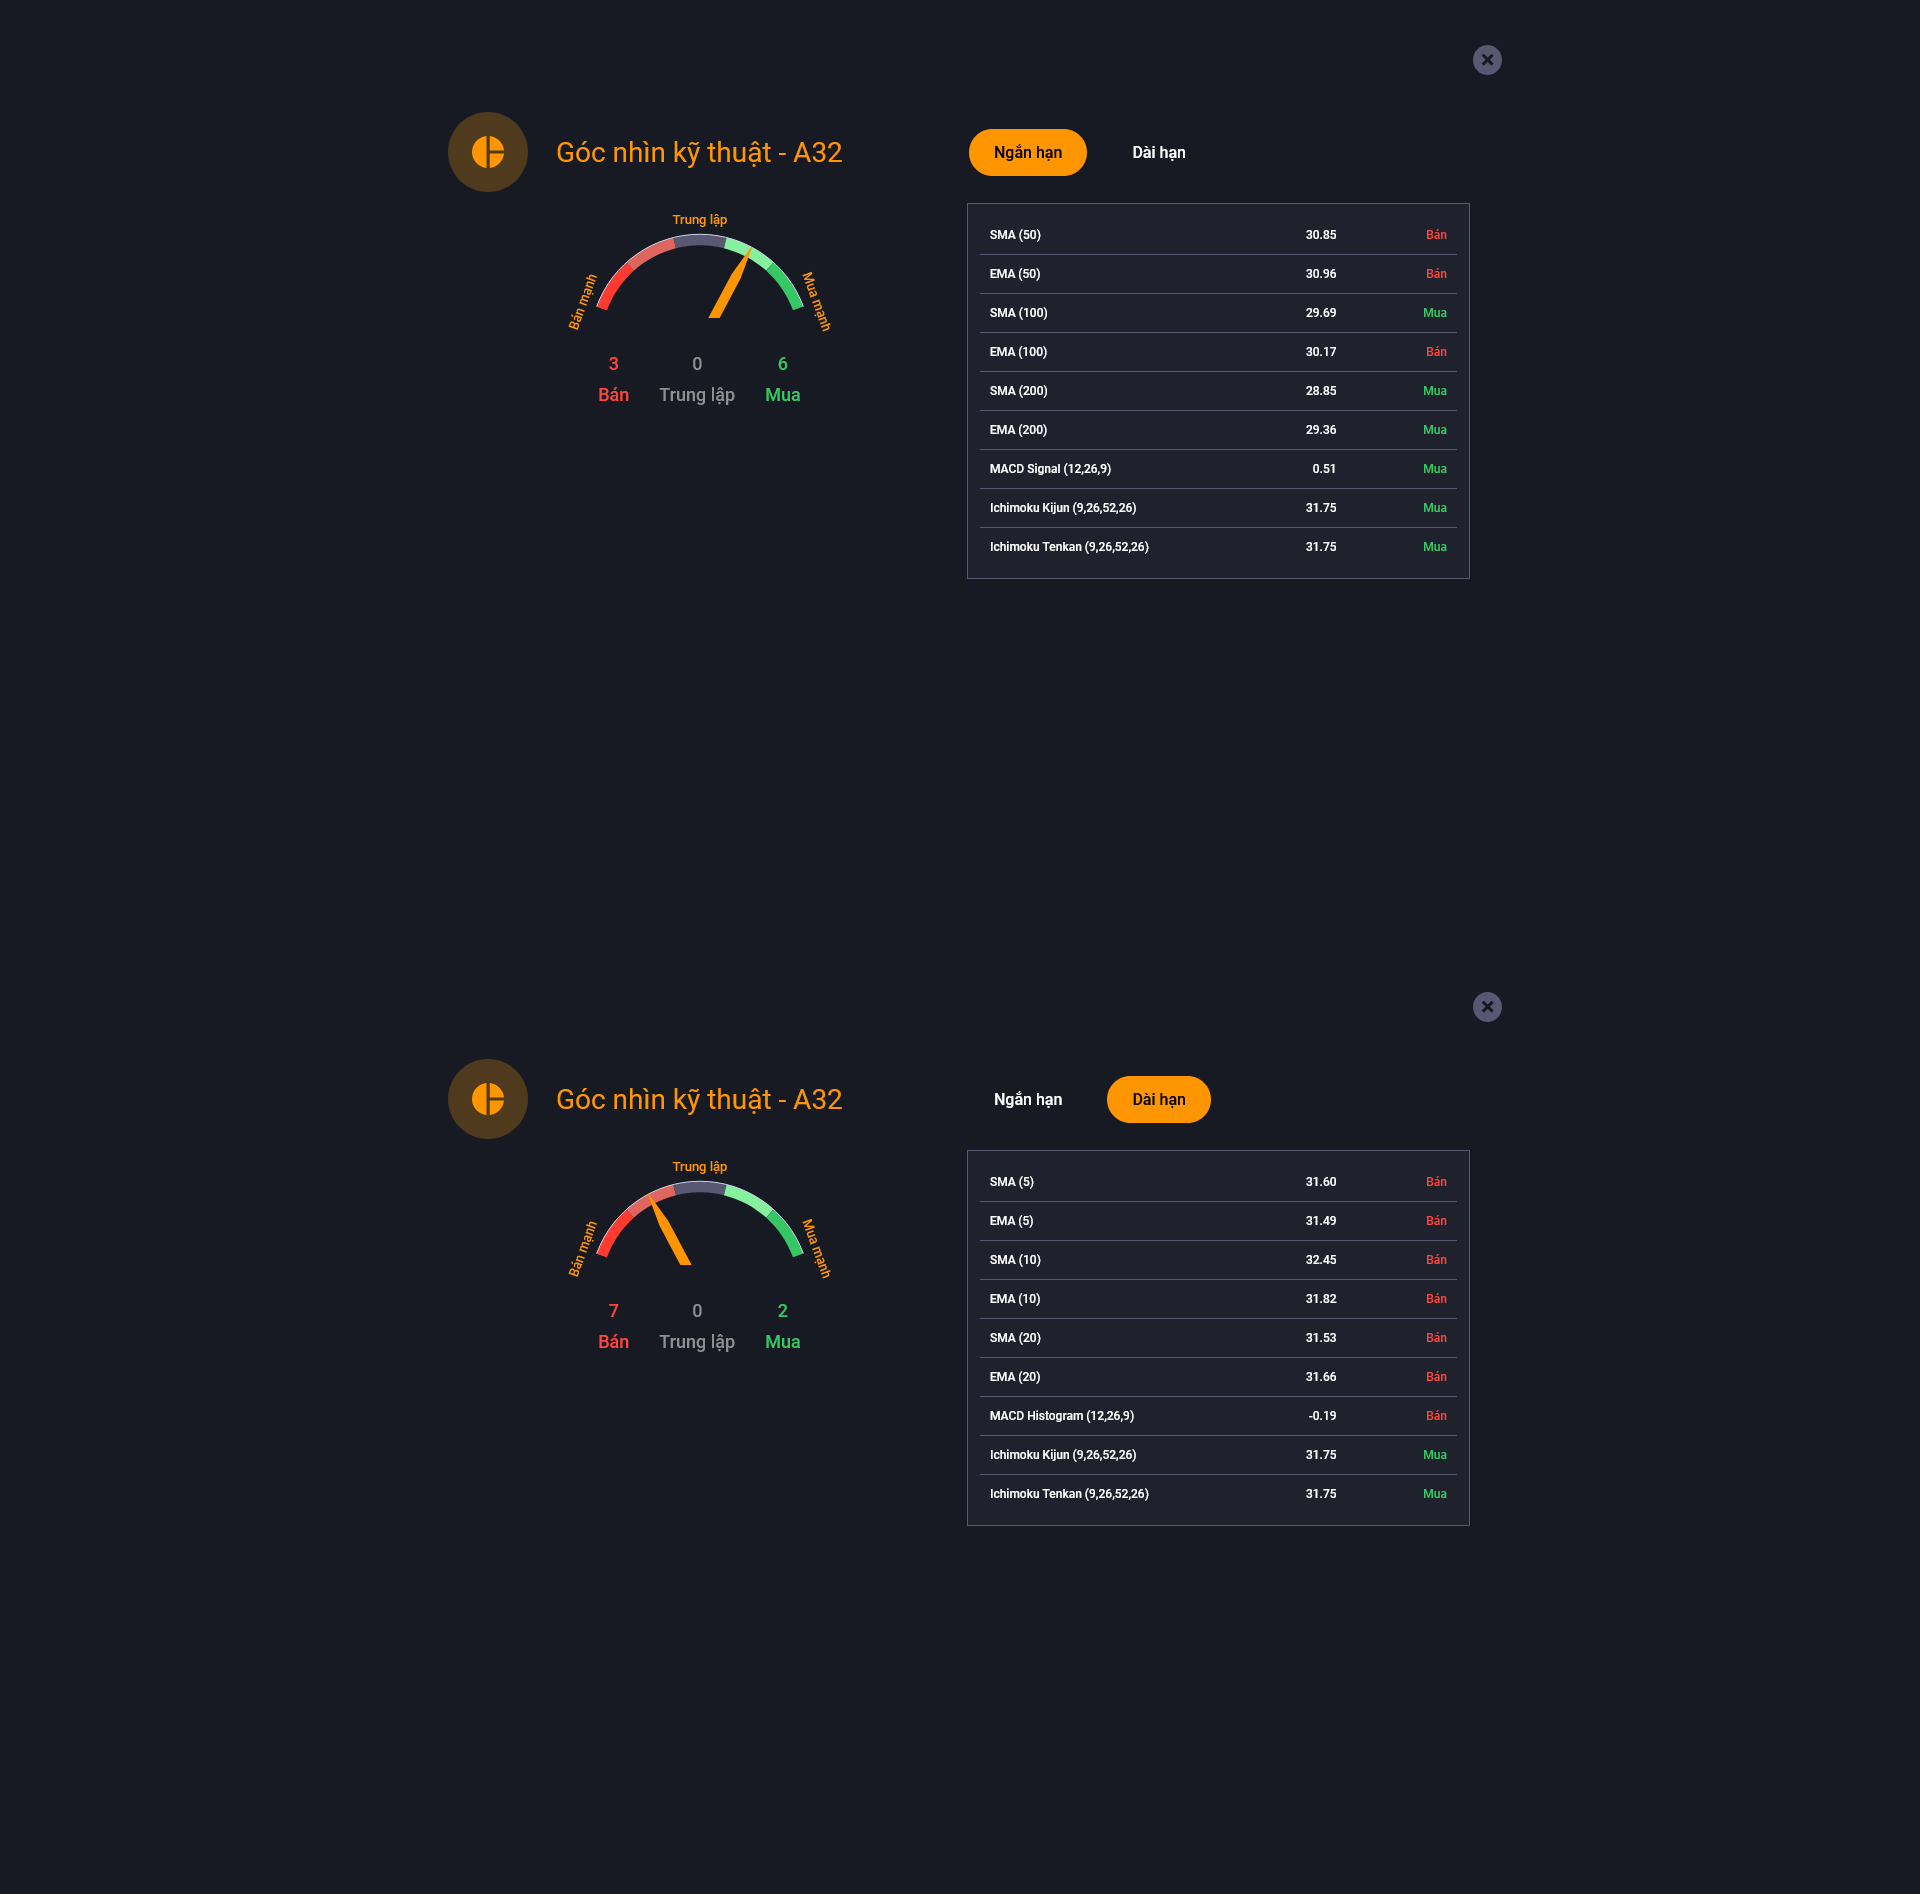 Góc nhìn kỹ thuật - A32
Ngắn hạn Dài hạn
Trung lập
Bán mạnh
Mua mạnh
3 0 6
Bán Trung lập Mua
SMA (50) 30.85 Bán
EMA (50) 30.96 Bán
SMA (100) 29.69 Mua
EMA (100) 30.17 Bán
SMA (200) 28.85 Mua
EMA (200) 29.36 Mua
MACD Signal (12,26,9) 0.51 Mua
Ichimoku Kijun (9,26,52,26) 31.75 Mua
Ichimoku Tenkan (9,26,52,26) 31.75 Mua
Góc nhìn kỹ thuật - A32
Ngắn hạn Dài hạn
Trung lập
Bán mạnh
Mua mạnh
7 0 2
Bán Trung lập Mua
SMA (5) 31.60 Bán
EMA (5) 31.49 Bán
SMA (10) 32.45 Bán
EMA (10) 31.82 Bán
SMA (20) 31.53 Bán
EMA (20) 31.66 Bán
MACD Histogram (12,26,9) -0.19 Bán
Ichimoku Kijun (9,26,52,26) 31.75 Mua
Ichimoku Tenkan (9,26,52,26) 31.75 Mua